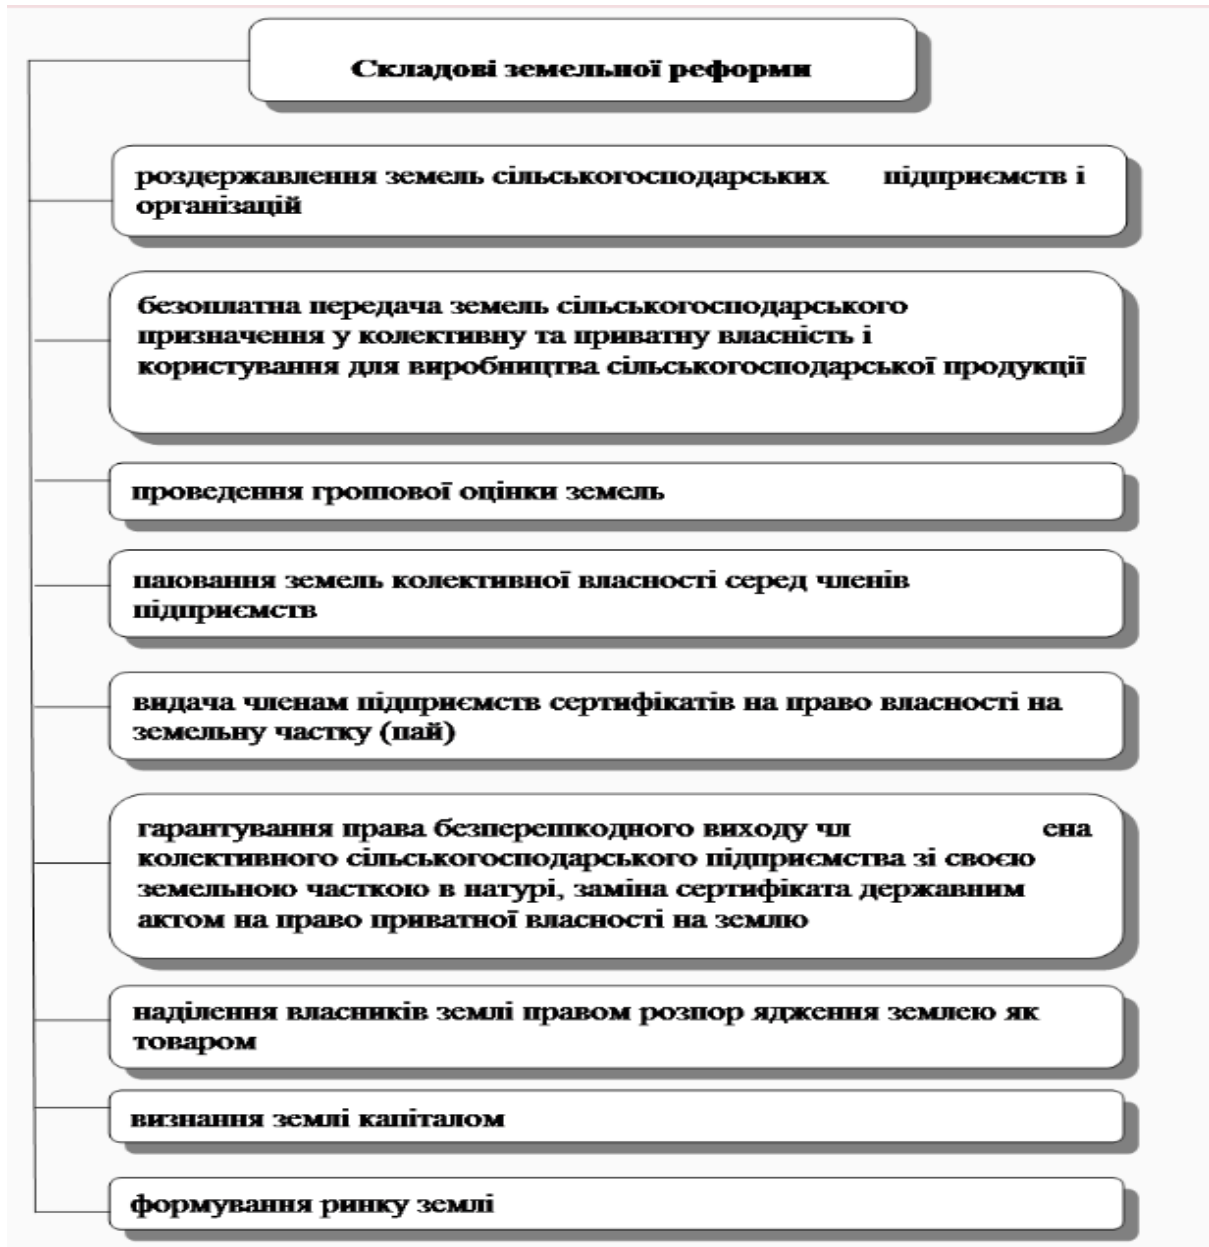 Складові земельної реформи
роздержавлення земель сільськогосподарських підприємств і
організацій
безоплатна передача земель сільськогосподарського
призначення у колективну та приватну власність і
користування для виробництва сільськогосподарської продукції
проведення грошової оцінки земель
паювання земель колективної власності серед членів
підприємств
видача членам підприємств сертифікатів на право власності на
земельну частку (пай)
гарантування права безперешкодного виходу чл ена
колективного сільськогосподарського підприємства зі своєю
земельною часткою в натурі, заміна сертифіката державним
актом на право приватної власності на землю
наділення власників землі правом розпор ядження землею як
товаром
визнання землі капіталом
формування ринку землі